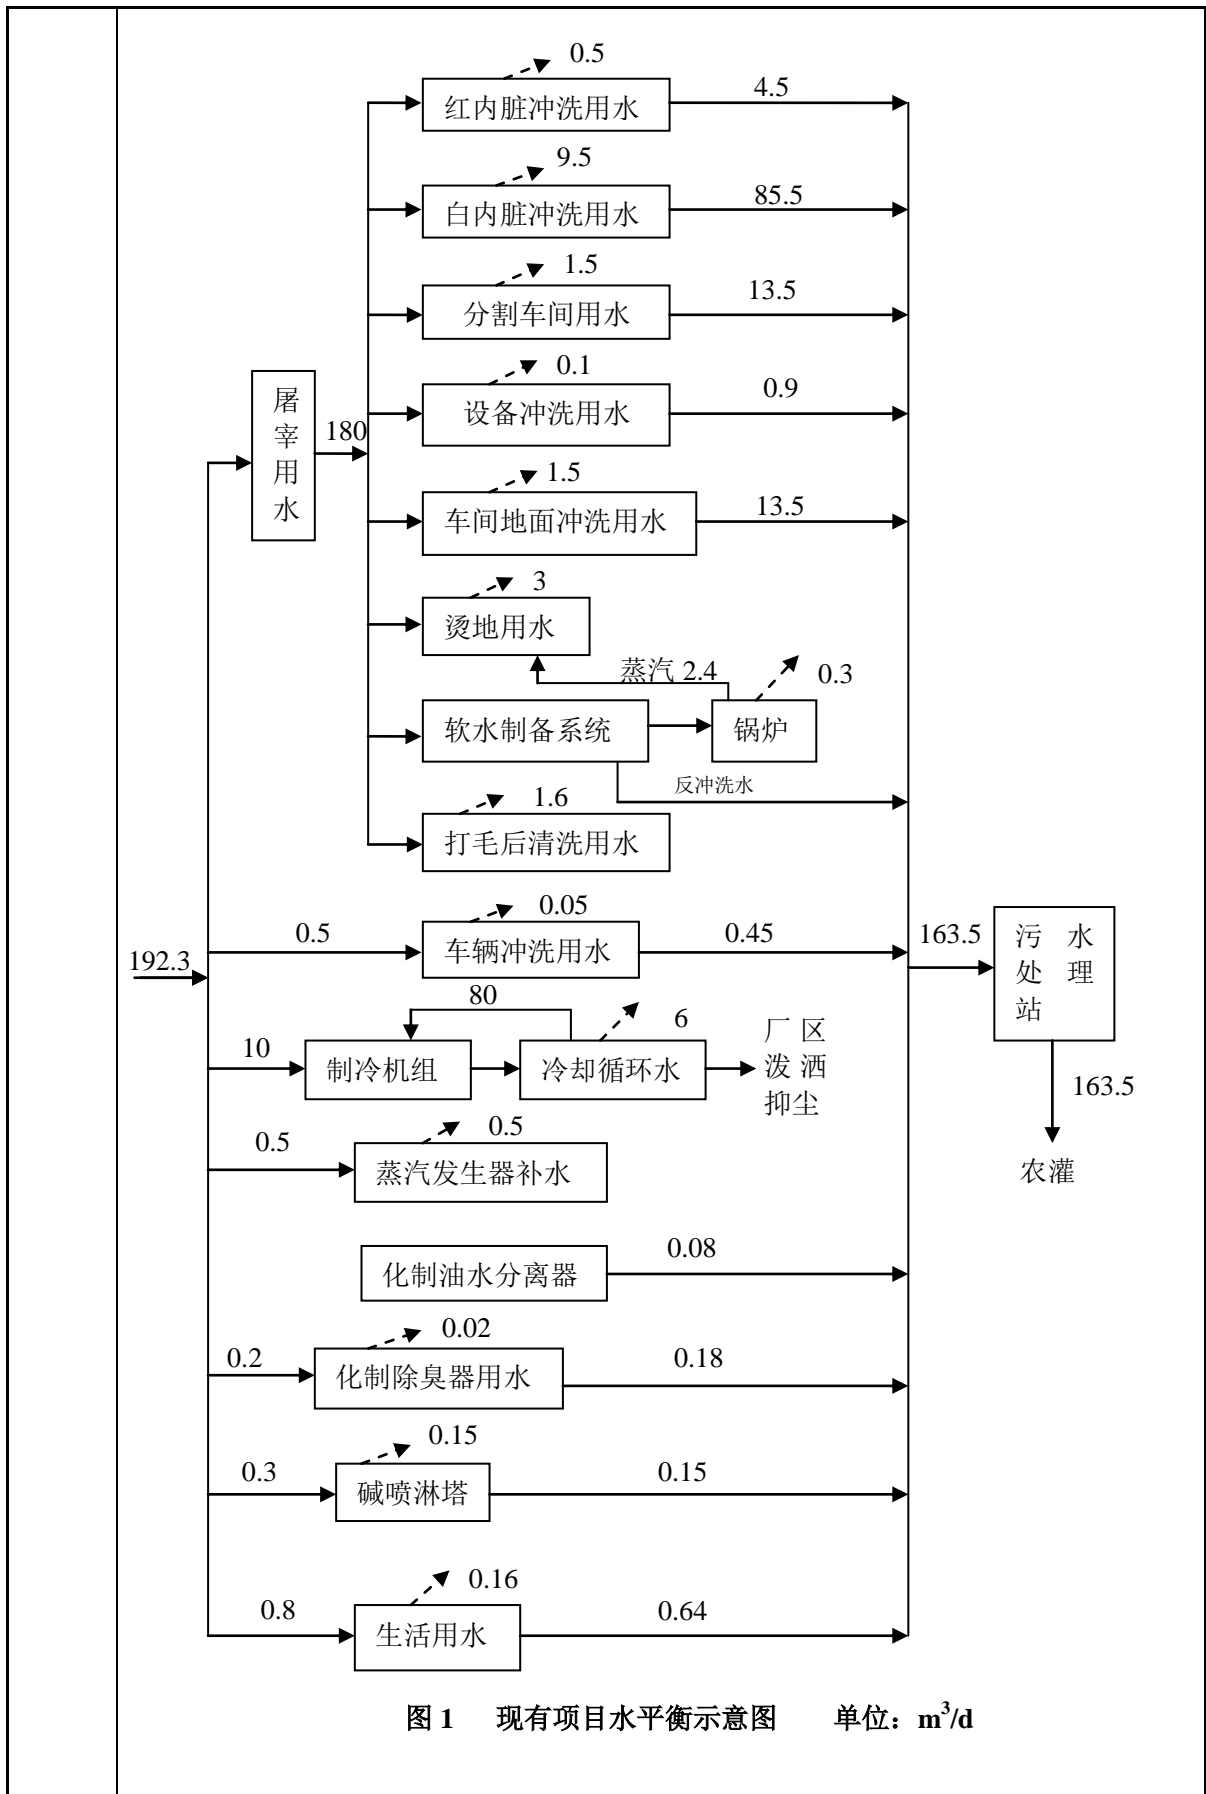 0.5
红内脏冲洗用水
4.5
9.5
白内脏冲洗用水
85.5
1.5
分割车间用水
13.5
0.1
设备冲洗用水
0.9
屠
宰
用
水
180
1.5
车间地面冲洗用水
13.5
3
烫地用水
蒸汽 2.4
0.3
软水制备系统
锅炉
反冲洗水
1.6
打毛后清洗用水
192.3
0.5
0.05
车辆冲洗用水
0.45
163.5
污 水
处 理
站
80
10
制冷机组
冷却循环水
6
厂 区
泼 洒
抑尘
163.5
农灌
0.5
0.5
蒸汽发生器补水
化制油水分离器
0.08
0.2
0.02
化制除臭器用水
0.18
0.3
0.15
碱喷淋塔
0.15
0.8
0.16
生活用水
0.64
图 1 现有项目水平衡示意图 单位：m³/d